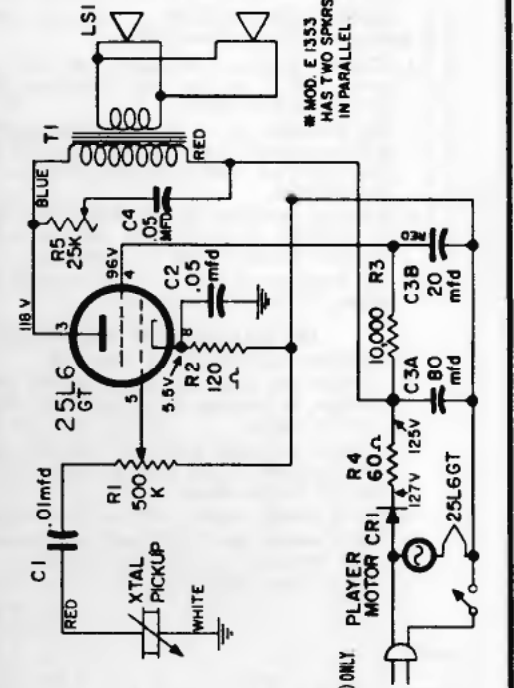 LS1
# MOD. E 1353
HAS TWO SPKRS
IN PARALLEL
T1
RED
BLUE
R5
25K
C4
.05
MFD
118 V
3
96V
4
25L6
GT
5
8
5.5V
C2
.05
mfd
R2
120
Ω
C1
.01mfd
R1
500
K
RED
XTAL
PICKUP
WHITE
R3
10,000
C3B
20
mfd
RED
C3A
80
mfd
R4
60Ω
125V
127V
CR1
PLAYER
MOTOR
25L6GT
) ONLY.